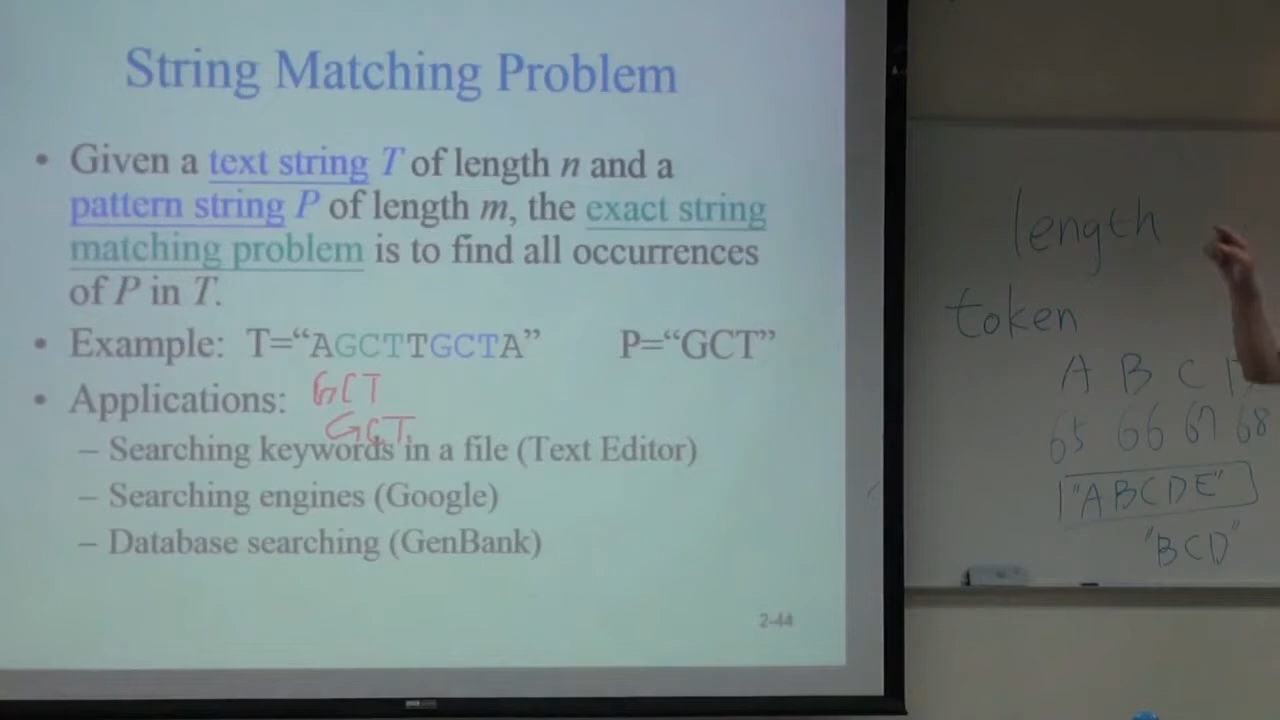 String Matching Problem
• Given a text string T of length n and a
pattern string P of length m, the exact string
matching problem is to find all occurrences
of P in T.
• Example: T=“AGCTTGCTA” P=“GCT”
GCT
• Applications:
GCT
– Searching keywords in a file (Text Editor)
– Searching engines (Google)
– Database searching (GenBank)
2-44
length
token
A B C
65 66 67 68
"ABCDE"
"BCD"